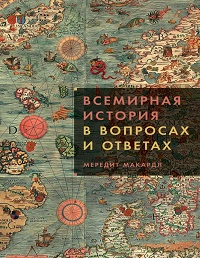 ВСЕМИРНАЯ
ИСТОРИЯ
В ВОПРОСАХ
И ОТВЕТАХ
МЕРЕДИТ МАКАРДЛ